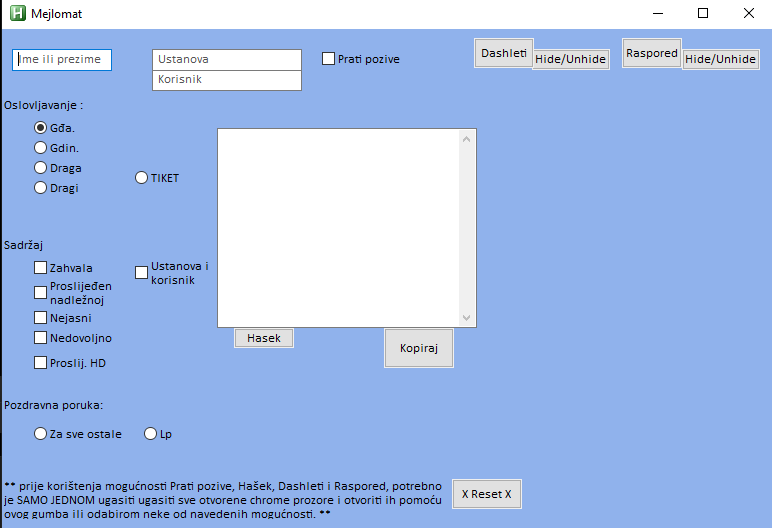 Mejlomat
Ime ili prezime
Ustanova
Korisnik
Prati pozive
Dashleti
Hide/Unhide
Raspored
Hide/Unhide
Oslovljavanje :
Gđa.
Gdin.
Draga
Dragi
TIKET
Sadržaj
Zahvala
Proslijeđen
nadležnoj
Nejasni
Nedovoljno
Proslij. HD
Ustanova i
korisnik
Hasek
Kopiraj
Pozdravna poruka:
Za sve ostale
Lp
** prije korištenja mogućnosti Prati pozive, Hašek, Dashleti i Raspored, potrebno
je SAMO JEDNOM ugasiti ugasiti sve otvorene chrome prozore i otvoriti ih pomoću
ovog gumba ili odabirom neke od navedenih mogućnosti. **
X Reset X